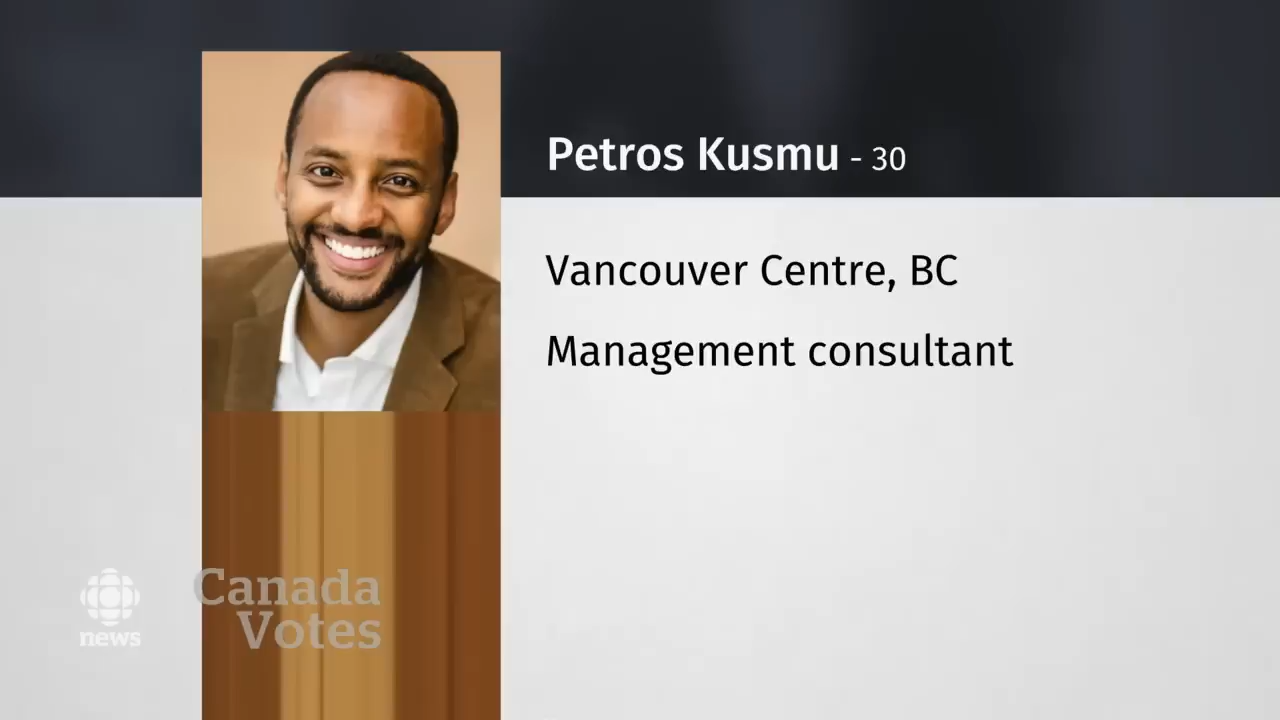 Petros Kusmu - 30
Vancouver Centre, BC
Management consultant
Canada
Votes
news